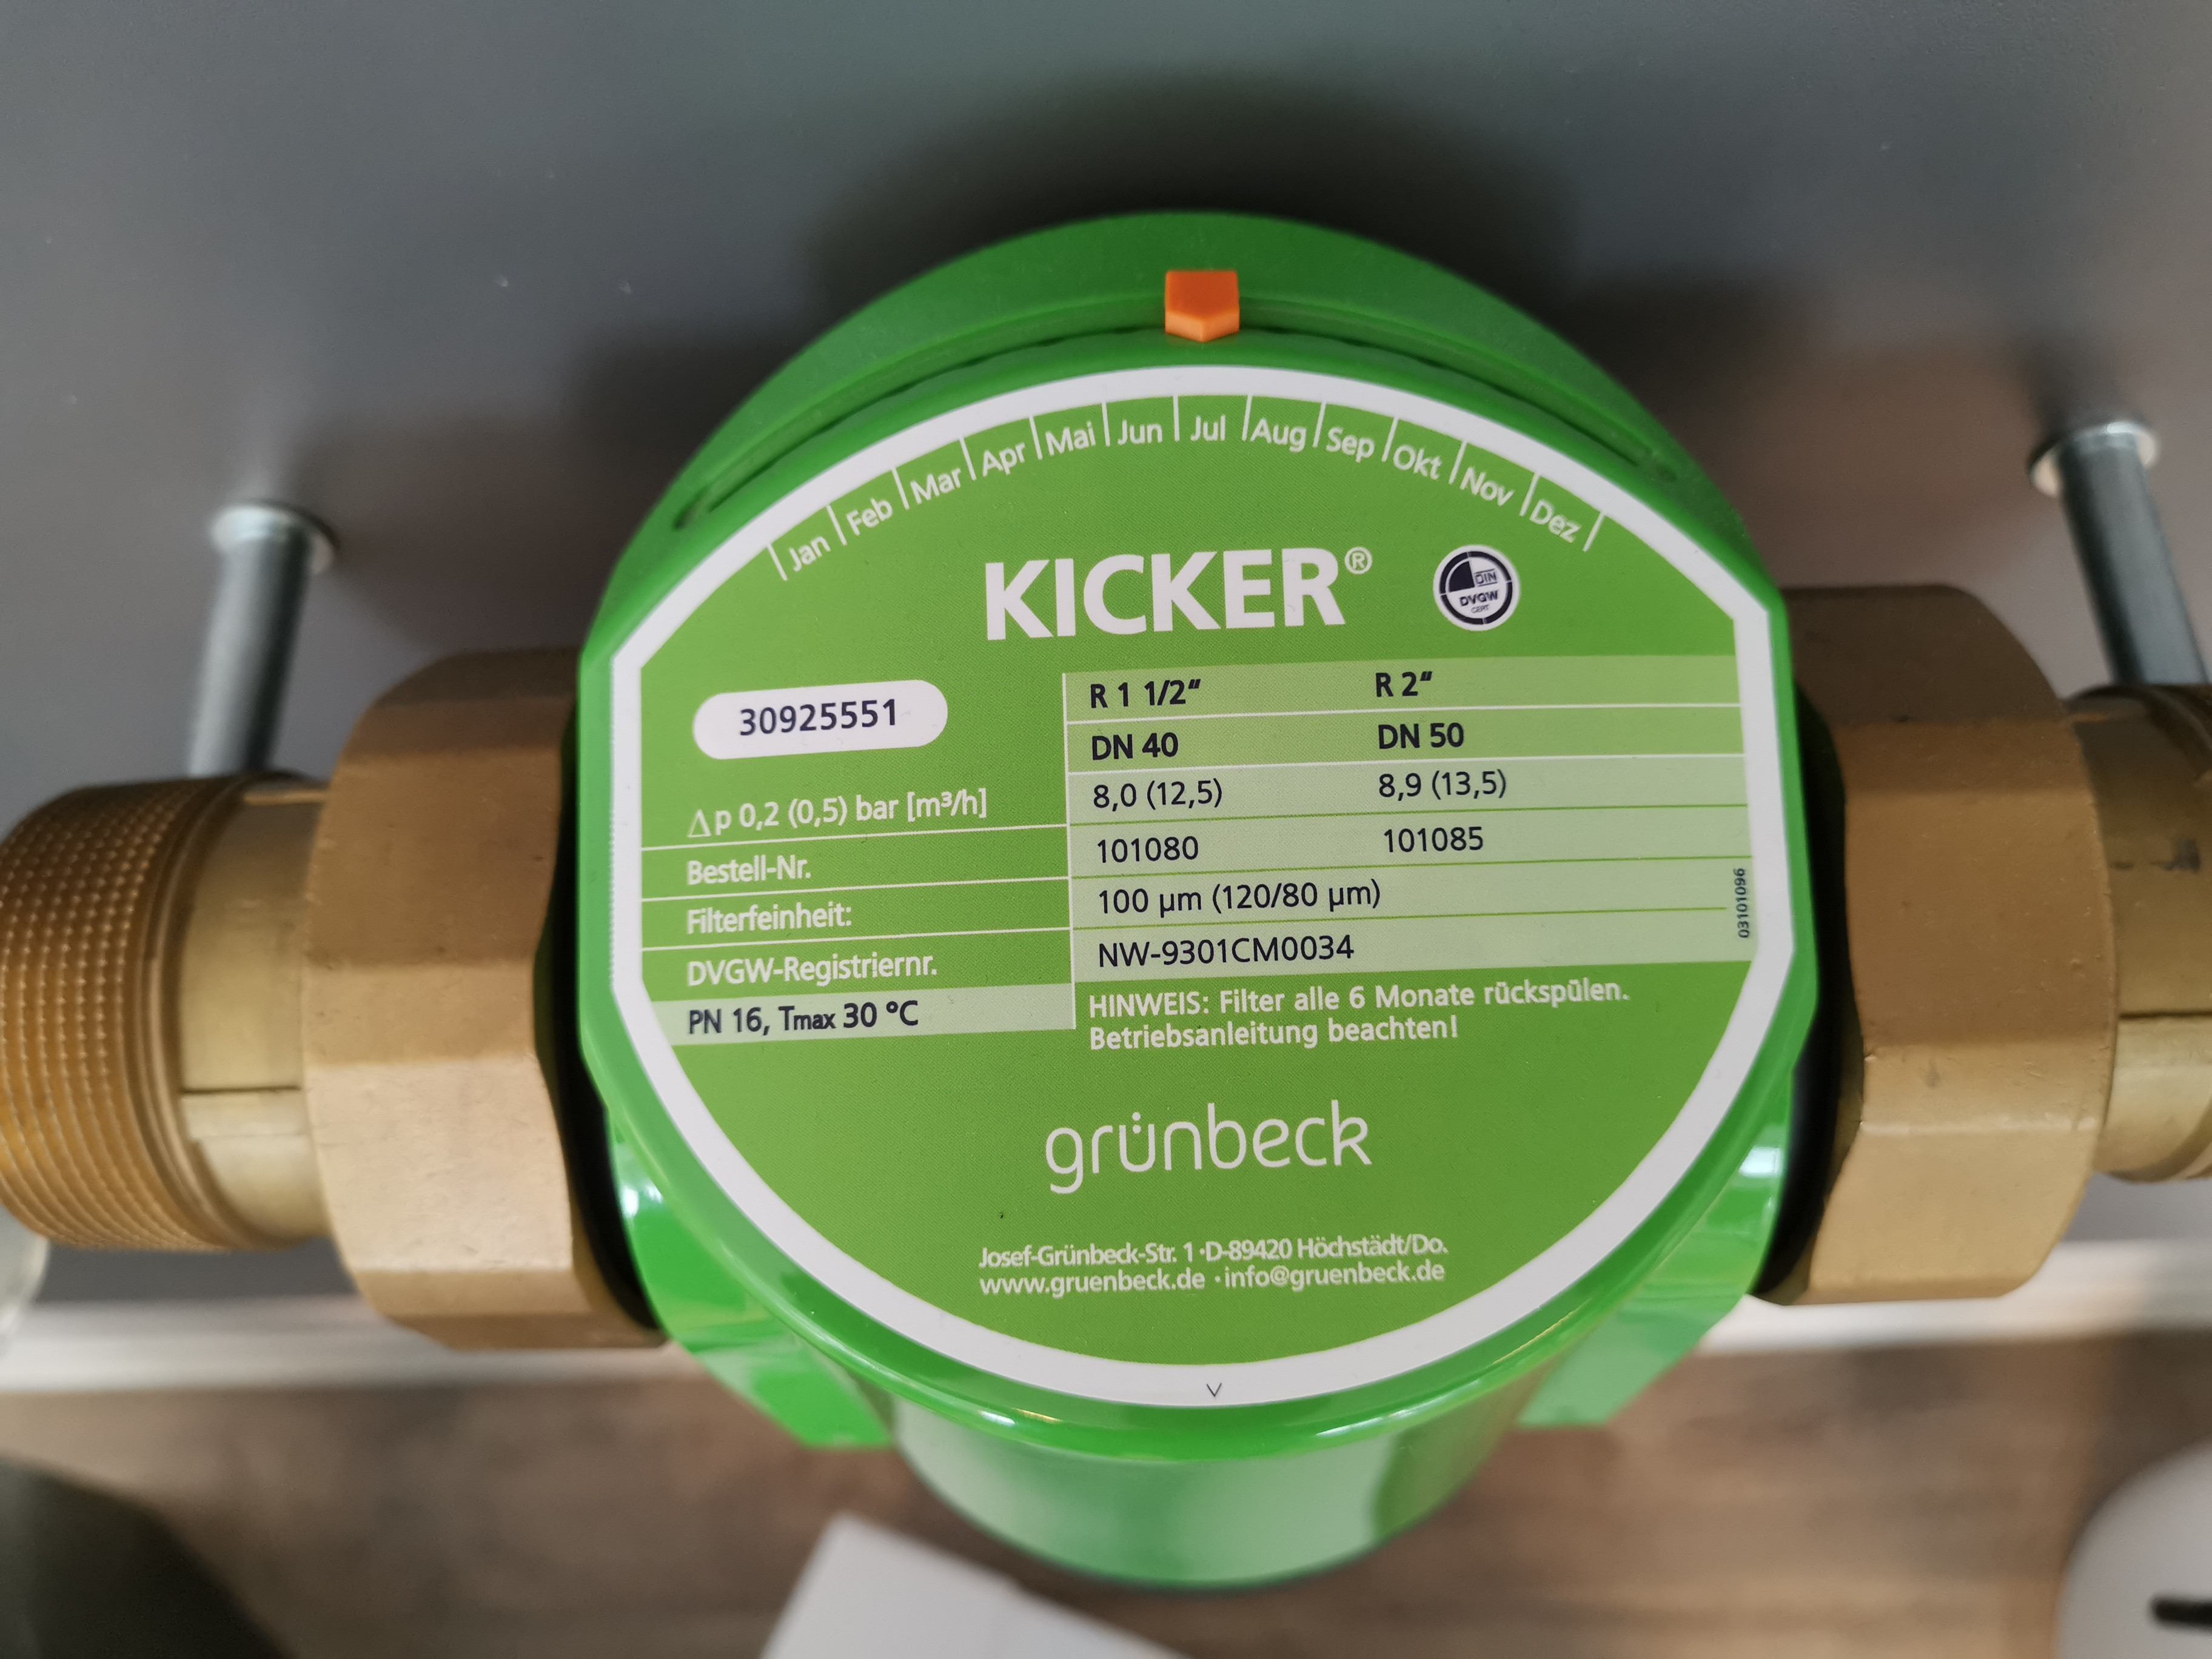 Jan Feb Mar Apr Mai Jun Jul Aug Sep Okt Nov Dez
KICKER®
DIN
DVGW
CERT
30925551
R 1 1/2“ R 2“
DN 40 DN 50
Δp 0,2 (0,5) bar [m³/h] 8,0 (12,5) 8,9 (13,5)
Bestell-Nr. 101080 101085
Filterfeinheit: 100 µm (120/80 µm)
DVGW-Registriernr. NW-9301CM0034
PN 16, Tmax 30 °C
HINWEIS: Filter alle 6 Monate rückspülen.
Betriebsanleitung beachten!
03101096
grünbeck
Josef-Grünbeck-Str. 1 · D-89420 Höchstädt/Do.
www.gruenbeck.de · info@gruenbeck.de